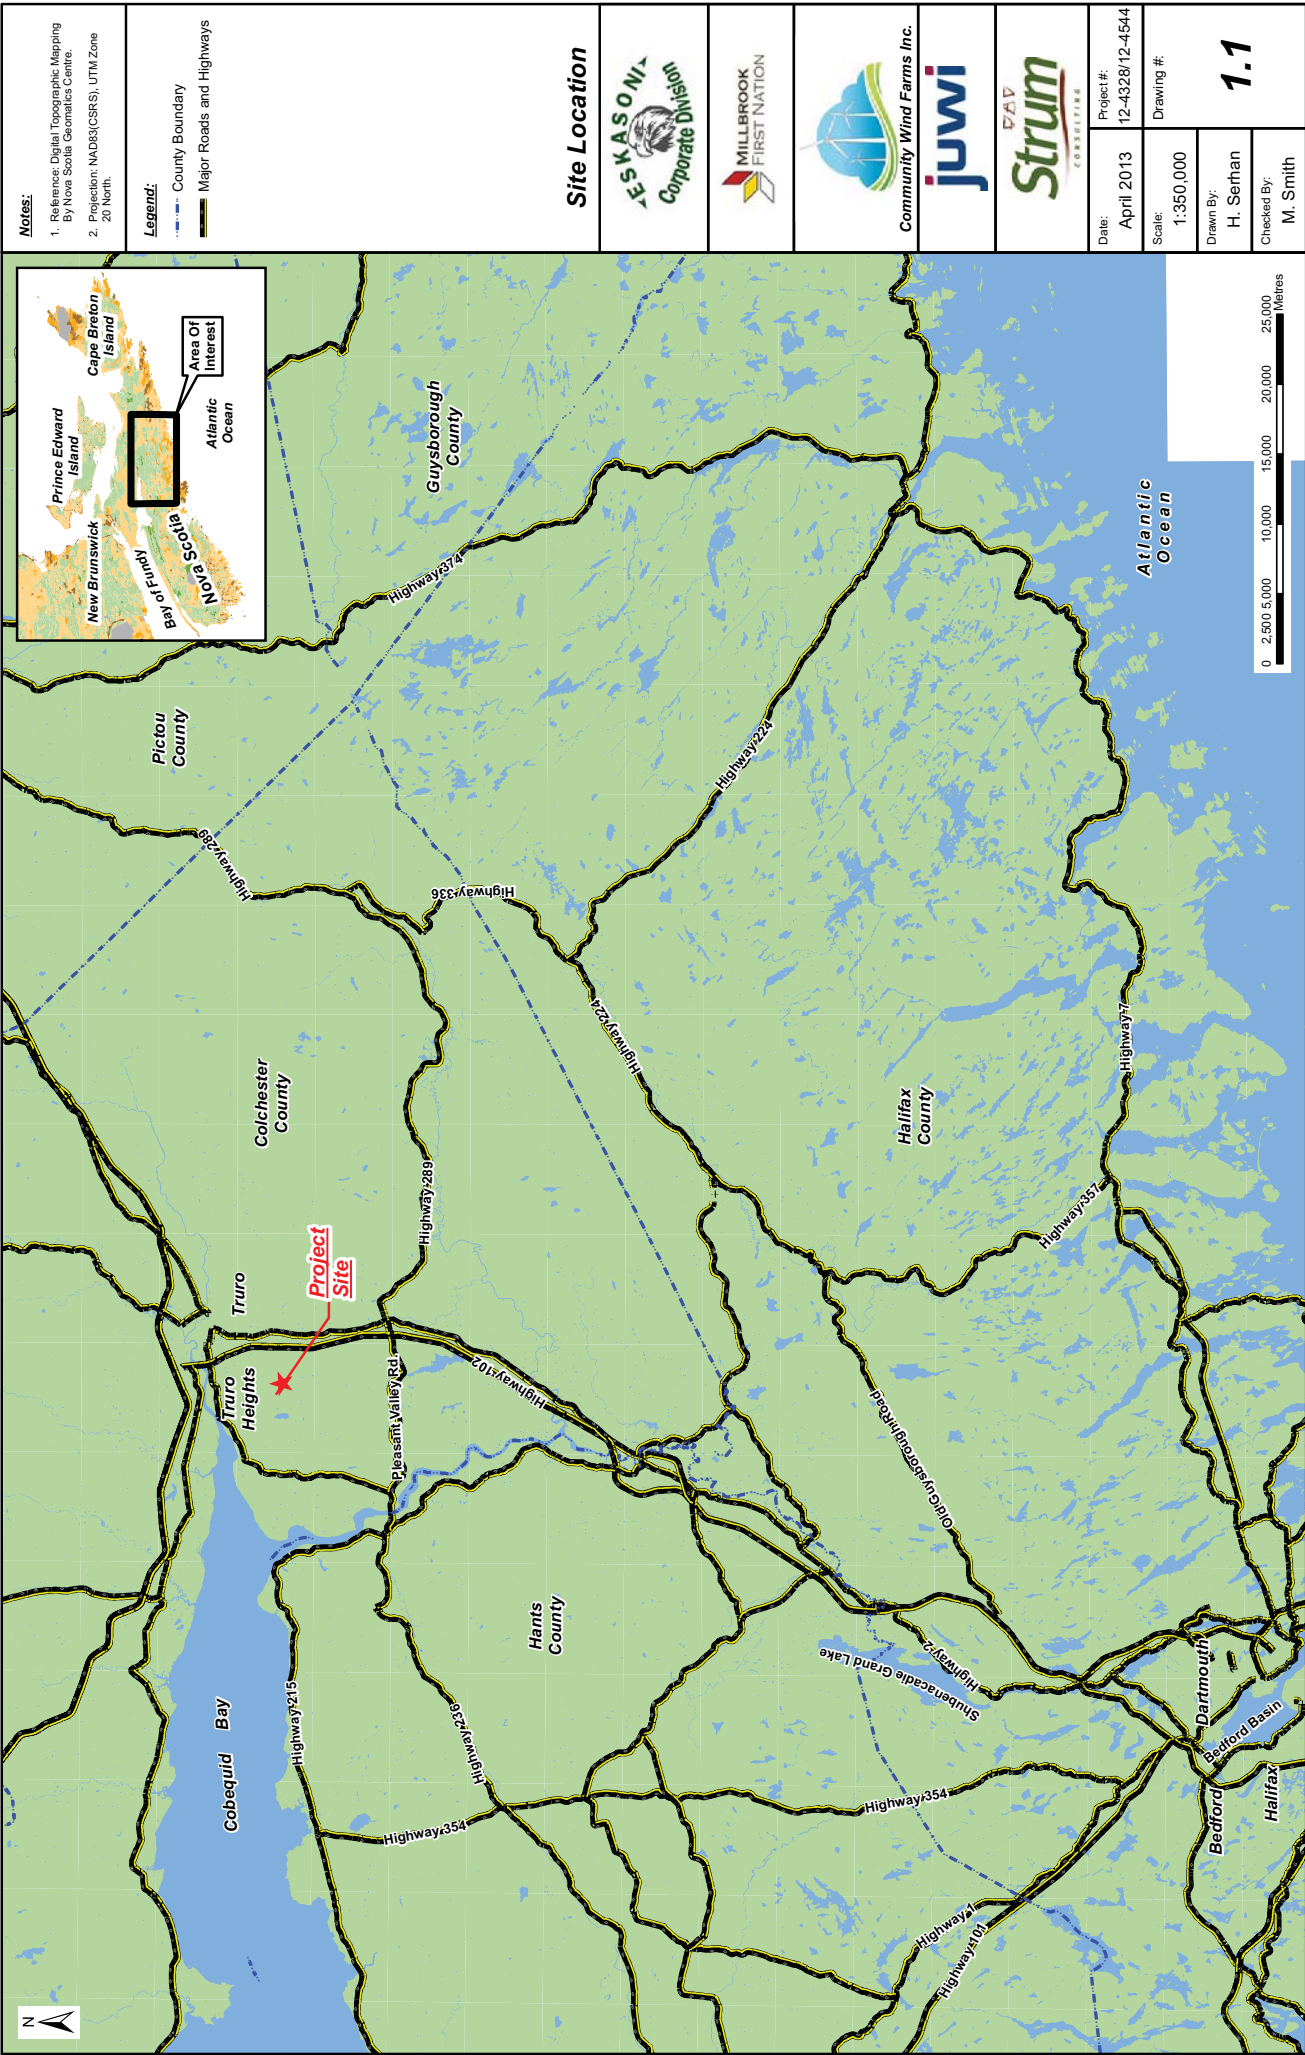 Notes:
1. Reference: Digital Topographic Mapping
By Nova Scotia Geomatics Centre.
2. Projection: NAD83(CSRS), UTM Zone
20 North.
Legend:
County Boundary
Major Roads and Highways
Site Location
ESKASONI
Corporate Division
MILLBROOK
FIRST NATION
Community Wind Farms Inc.
juwi
Strum
CONSULTING
Date:
April 2013
Project #:
12-4328/12-4544
Scale:
1:350,000
Drawing #:
1.1
Drawn By:
H. Serhan
Checked By:
M. Smith
N
Prince Edward
Island
Cape Breton
Island
New Brunswick
Bay of Fundy
Nova Scotia
Area Of
Interest
Atlantic
Ocean
Pictou
County
Guysborough
County
Highway 374
Highway 289
Highway 336
Highway 224
Highway 224
Colchester
County
Truro
Truro
Heights
Project
Site
Highway 289
Pleasant Valley Rd.
Highway 102
Cobequid Bay
Highway 215
Highway 236
Highway 354
Hants
County
Halifax
County
Highway 7
Highway 357
Old Guysborough Road
Highway 2
Shubenacadie Grand Lake
Highway 354
Highway 1
Highway 101
Dartmouth
Bedford Basin
Bedford
Halifax
Atlantic
Ocean
0 2,500 5,000 10,000 15,000 20,000 25,000
Metres